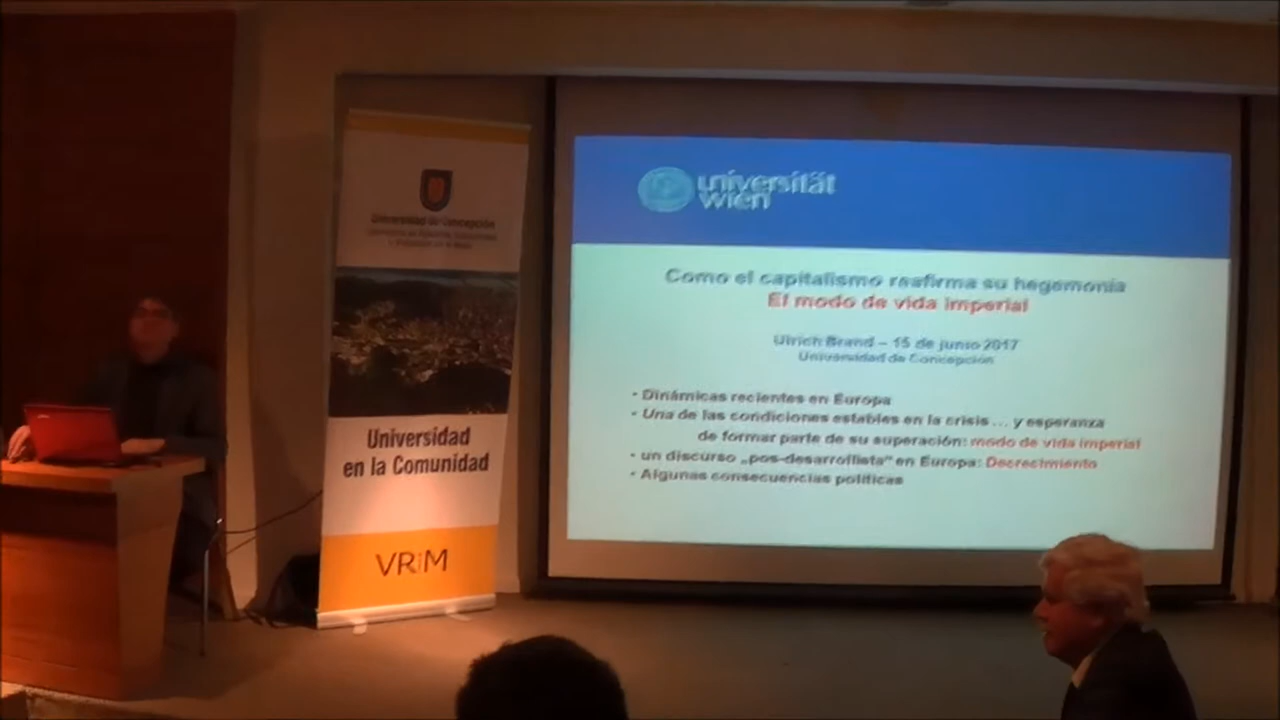 Universidad de Concepción
Universidad
en la Comunidad
VRiM
universität
wien
Como el capitalismo reafirma su hegemonía
El modo de vida imperial
Ulrich Brand – 15 de junio 2017
Universidad de Concepción
• Dinámicas recientes en Europa
• Una de las condiciones estables en la crisis ... y esperanza
de formar parte de su superación: modo de vida imperial
• un discurso „pos-desarrollista“ en Europa: Decrecimiento
• Algunas consecuencias políticas